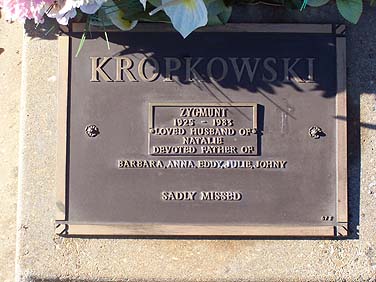 KROPKOWSKI
ZYGMUNT
1925 - 1983
LOVED HUSBAND OF
NATALIE
DEVOTED FATHER OF
BARBARA, ANNA, EDDY, JULIE, JOHNY
SADLY MISSED